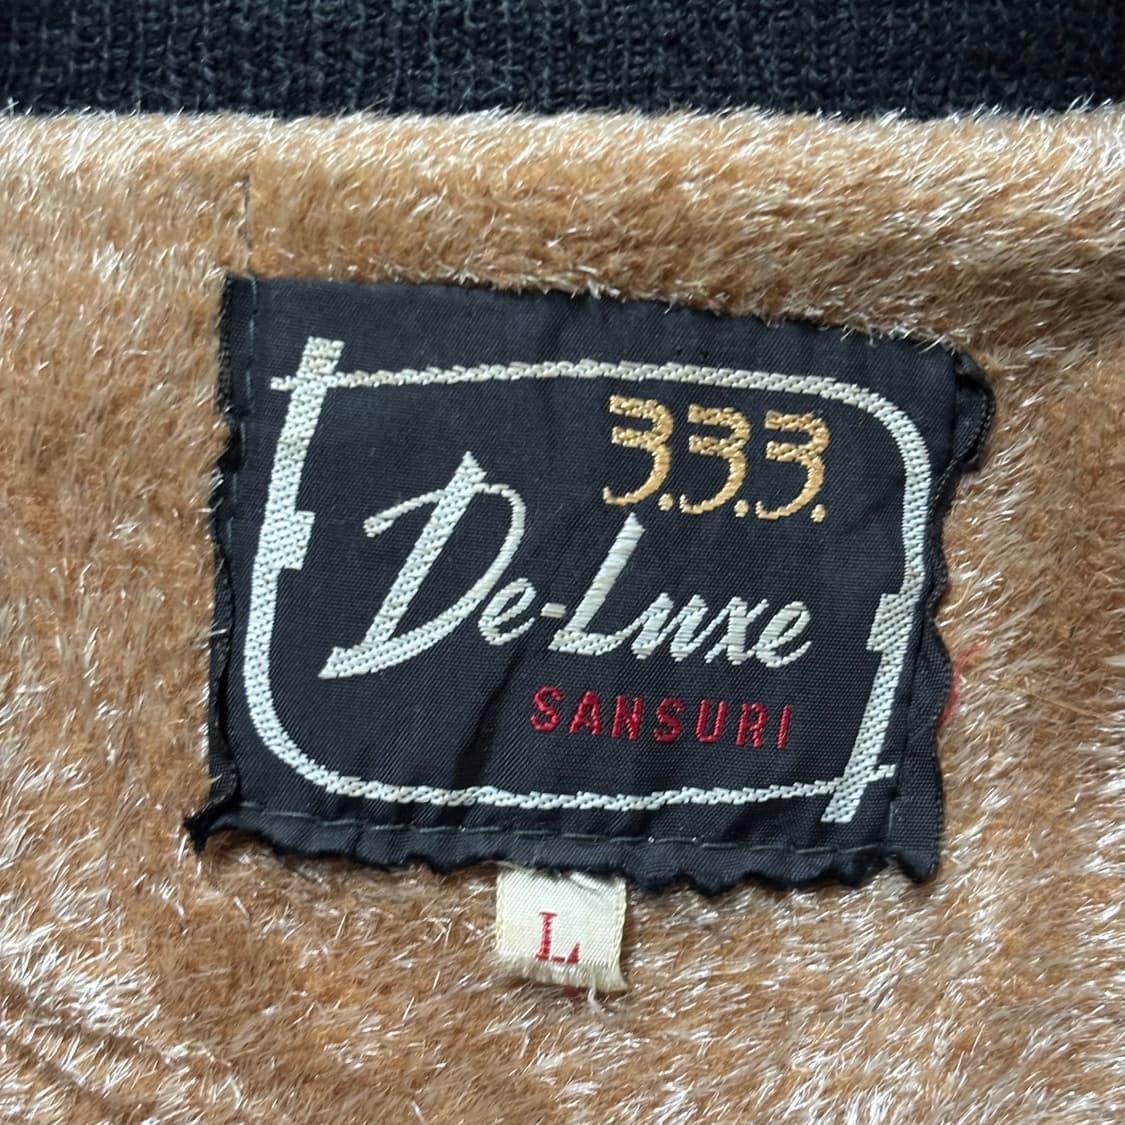 3.3.3.
De-Luxe
SANSURI
L